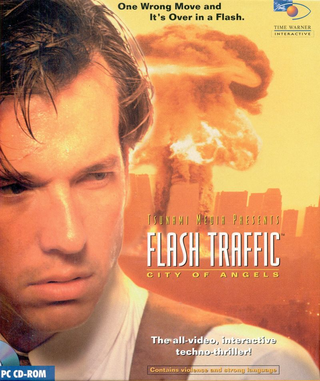 One Wrong Move and
It's Over in a Flash.
TIME WARNER
INTERACTIVE
TSUNAMI MEDIA PRESENTS
FLASH TRAFFIC™
CITY OF ANGELS
The all-video, interactive
techno-thriller!
Contains violence and strong language
PC CD-ROM